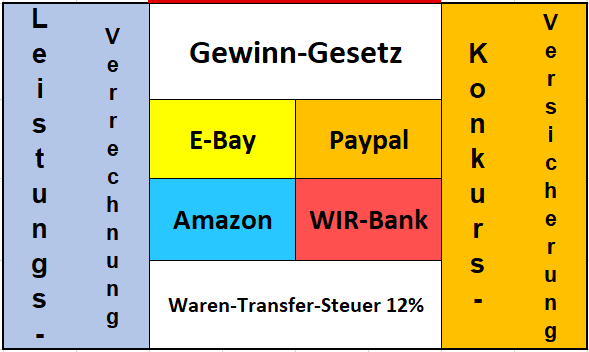 Leistungs-
Verrechnung
Gewinn-Gesetz
E-Bay
Paypal
Amazon
WIR-Bank
Waren-Transfer-Steuer 12%
Konkurs-
Versicherung